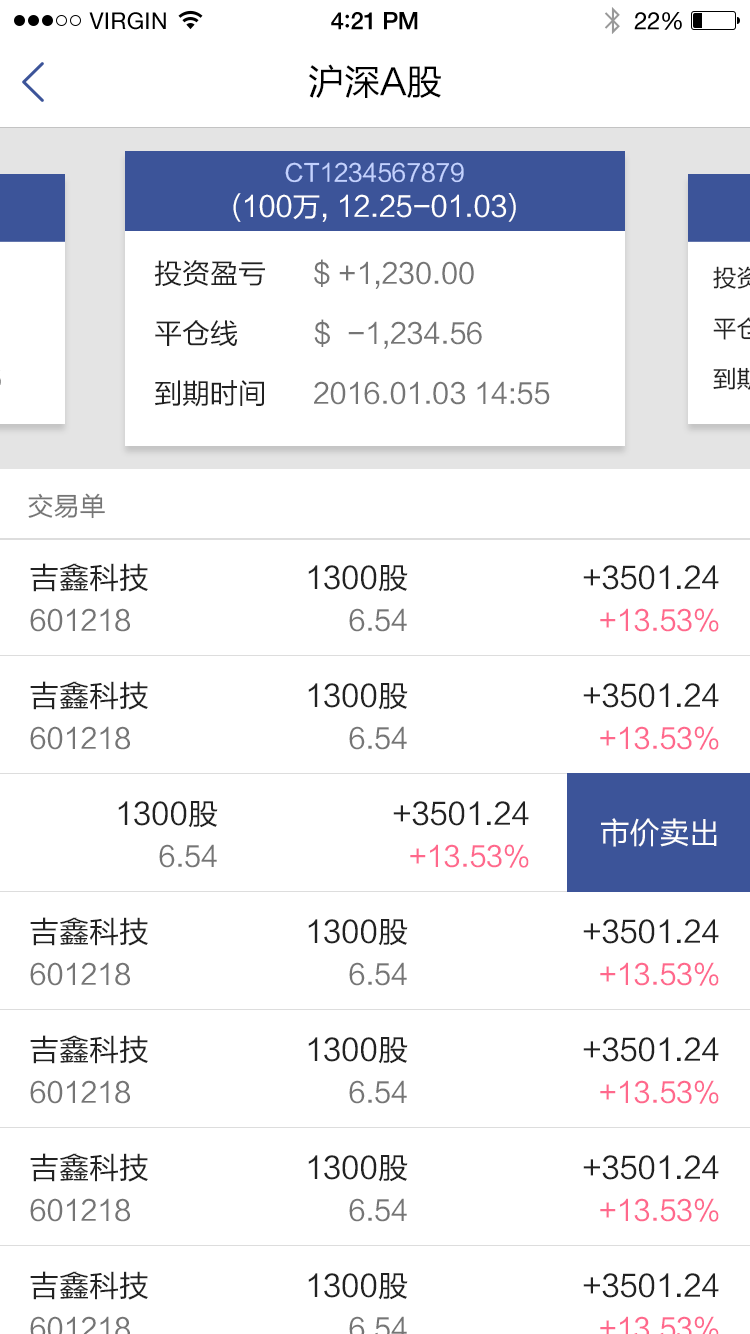 VIRGIN 4:21 PM 22%
沪深A股
CT1234567879
(100万, 12.25-01.03)
投资盈亏 $ +1,230.00
平仓线 $ -1,234.56
到期时间 2016.01.03 14:55
投资
平仓
到期
交易单
吉鑫科技 1300股 +3501.24
601218 6.54 +13.53%
吉鑫科技 1300股 +3501.24
601218 6.54 +13.53%
1300股 +3501.24
6.54 +13.53%
市价卖出
吉鑫科技 1300股 +3501.24
601218 6.54 +13.53%
吉鑫科技 1300股 +3501.24
601218 6.54 +13.53%
吉鑫科技 1300股 +3501.24
601218 6.54 +13.53%
吉鑫科技 1300股 +3501.24
601218 6.54 +13.53%